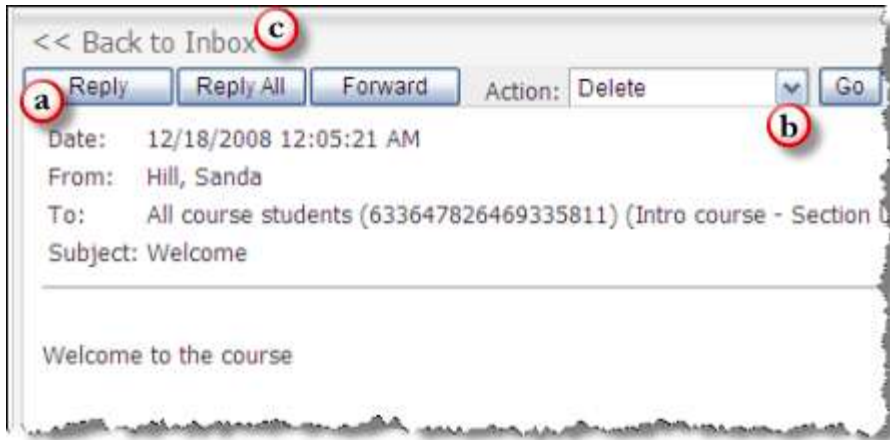 << Back to Inbox c
Reply Reply All Forward Action: Delete Go
a
b
Date: 12/18/2008 12:05:21 AM
From: Hill, Sanda
To: All course students (633647826469335811) (Intro course - Section
Subject: Welcome
Welcome to the course